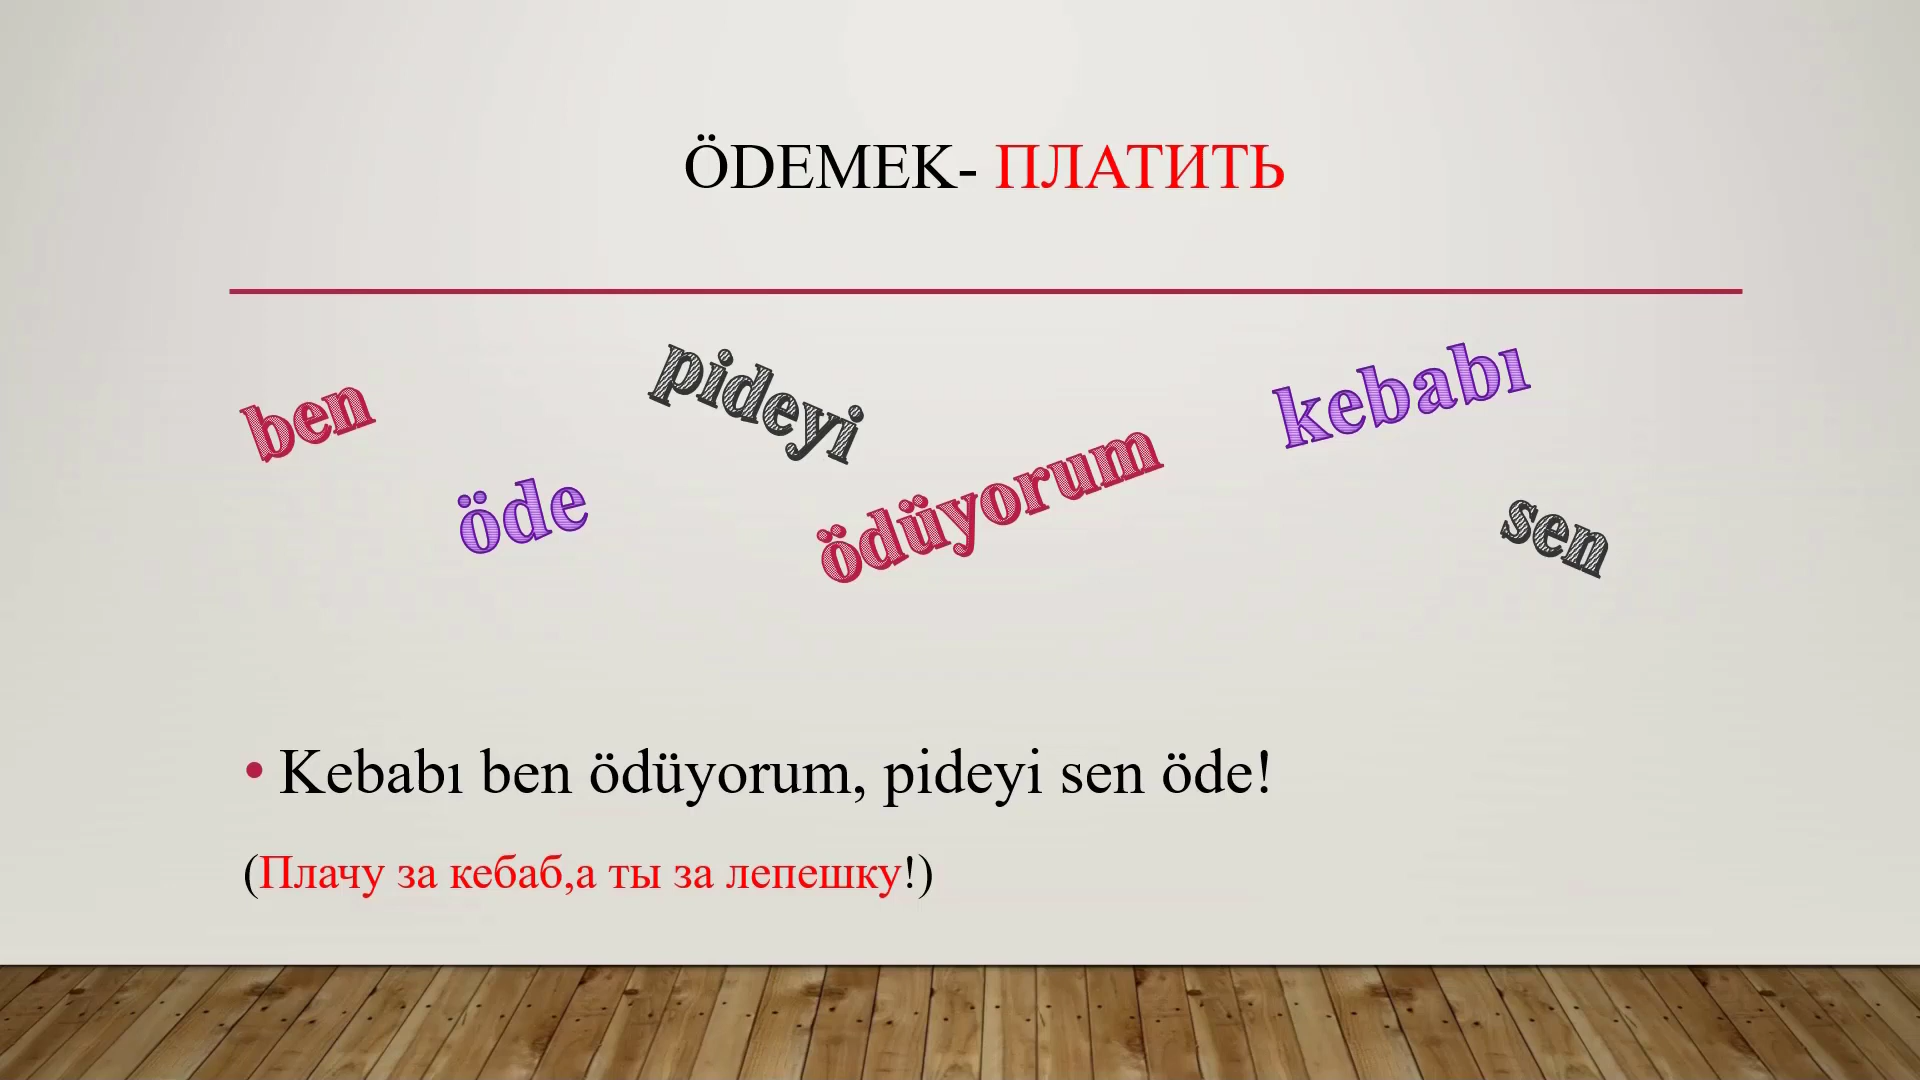 ÖDEMEK- ПЛАТИТЬ
ben
pideyi
kebabı
öde
ödüyorum
sen
• Kebabı ben ödüyorum, pideyi sen öde!
(Плачу за кебаб,а ты за лепешку!)